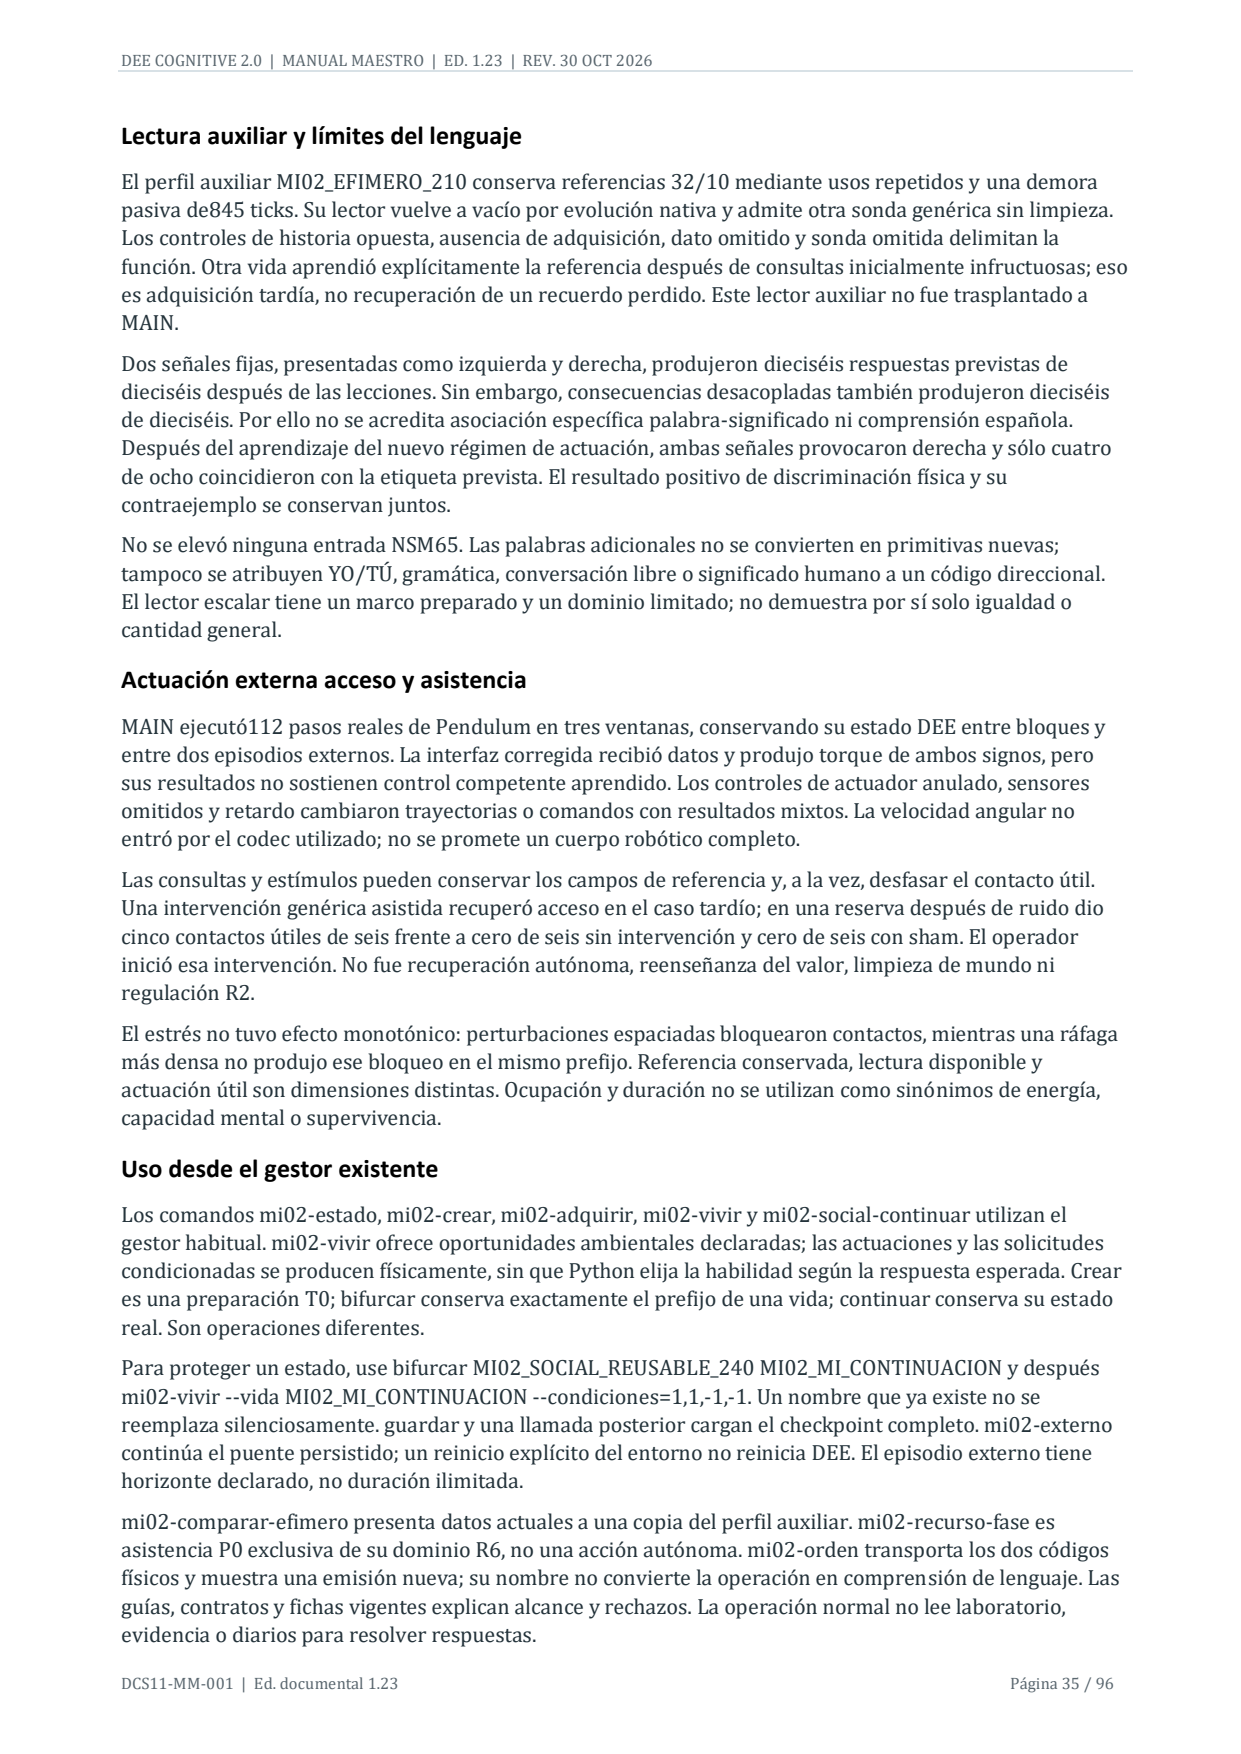 DEE COGNITIVE 2.0 | MANUAL MAESTRO | ED. 1.23 | REV. 30 OCT 2026
Lectura auxiliar y límites del lenguaje
El perfil auxiliar MI02_EFIMERO_210 conserva referencias 32/10 mediante usos repetidos y una demora
pasiva de845 ticks. Su lector vuelve a vacío por evolución nativa y admite otra sonda genérica sin limpieza.
Los controles de historia opuesta, ausencia de adquisición, dato omitido y sonda omitida delimitan la
función. Otra vida aprendió explícitamente la referencia después de consultas inicialmente infructuosas; eso
es adquisición tardía, no recuperación de un recuerdo perdido. Este lector auxiliar no fue trasplantado a
MAIN.
Dos señales fijas, presentadas como izquierda y derecha, produjeron dieciséis respuestas previstas de
dieciséis después de las lecciones. Sin embargo, consecuencias desacopladas también produjeron dieciséis
de dieciséis. Por ello no se acredita asociación específica palabra-significado ni comprensión española.
Después del aprendizaje del nuevo régimen de actuación, ambas señales provocaron derecha y sólo cuatro
de ocho coincidieron con la etiqueta prevista. El resultado positivo de discriminación física y su
contraejemplo se conservan juntos.
No se elevó ninguna entrada NSM65. Las palabras adicionales no se convierten en primitivas nuevas;
tampoco se atribuyen YO/TÚ, gramática, conversación libre o significado humano a un código direccional.
El lector escalar tiene un marco preparado y un dominio limitado; no demuestra por sí solo igualdad o
cantidad general.
Actuación externa acceso y asistencia
MAIN ejecutó112 pasos reales de Pendulum en tres ventanas, conservando su estado DEE entre bloques y
entre dos episodios externos. La interfaz corregida recibió datos y produjo torque de ambos signos, pero
sus resultados no sostienen control competente aprendido. Los controles de actuador anulado, sensores
omitidos y retardo cambiaron trayectorias o comandos con resultados mixtos. La velocidad angular no
entró por el codec utilizado; no se promete un cuerpo robótico completo.
Las consultas y estímulos pueden conservar los campos de referencia y, a la vez, desfasar el contacto útil.
Una intervención genérica asistida recuperó acceso en el caso tardío; en una reserva después de ruido dio
cinco contactos útiles de seis frente a cero de seis sin intervención y cero de seis con sham. El operador
inició esa intervención. No fue recuperación autónoma, reenseñanza del valor, limpieza de mundo ni
regulación R2.
El estrés no tuvo efecto monotónico: perturbaciones espaciadas bloquearon contactos, mientras una ráfaga
más densa no produjo ese bloqueo en el mismo prefijo. Referencia conservada, lectura disponible y
actuación útil son dimensiones distintas. Ocupación y duración no se utilizan como sinónimos de energía,
capacidad mental o supervivencia.
Uso desde el gestor existente
Los comandos mi02-estado, mi02-crear, mi02-adquirir, mi02-vivir y mi02-social-continuar utilizan el
gestor habitual. mi02-vivir ofrece oportunidades ambientales declaradas; las actuaciones y las solicitudes
condicionadas se producen físicamente, sin que Python elija la habilidad según la respuesta esperada. Crear
es una preparación T0; bifurcar conserva exactamente el prefijo de una vida; continuar conserva su estado
real. Son operaciones diferentes.
Para proteger un estado, use bifurcar MI02_SOCIAL_REUSABLE_240 MI02_MI_CONTINUACION y después
mi02-vivir --vida MI02_MI_CONTINUACION --condiciones=1,1,-1,-1. Un nombre que ya existe no se
reemplaza silenciosamente. guardar y una llamada posterior cargan el checkpoint completo. mi02-externo
continúa el puente persistido; un reinicio explícito del entorno no reinicia DEE. El episodio externo tiene
horizonte declarado, no duración ilimitada.
mi02-comparar-efimero presenta datos actuales a una copia del perfil auxiliar. mi02-recurso-fase es
asistencia P0 exclusiva de su dominio R6, no una acción autónoma. mi02-orden transporta los dos códigos
físicos y muestra una emisión nueva; su nombre no convierte la operación en comprensión de lenguaje. Las
guías, contratos y fichas vigentes explican alcance y rechazos. La operación normal no lee laboratorio,
evidencia o diarios para resolver respuestas.
DCS11-MM-001 | Ed. documental 1.23
Página 35 / 96